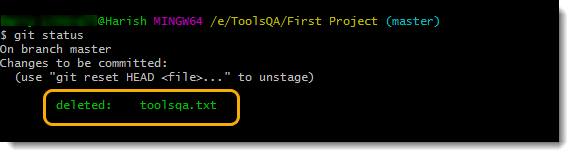 @Harish MINGW64 /e/ToolsQA/First Project (master)
$ git status
On branch master
Changes to be committed:
(use "git reset HEAD <file>..." to unstage)
deleted: toolsqa.txt